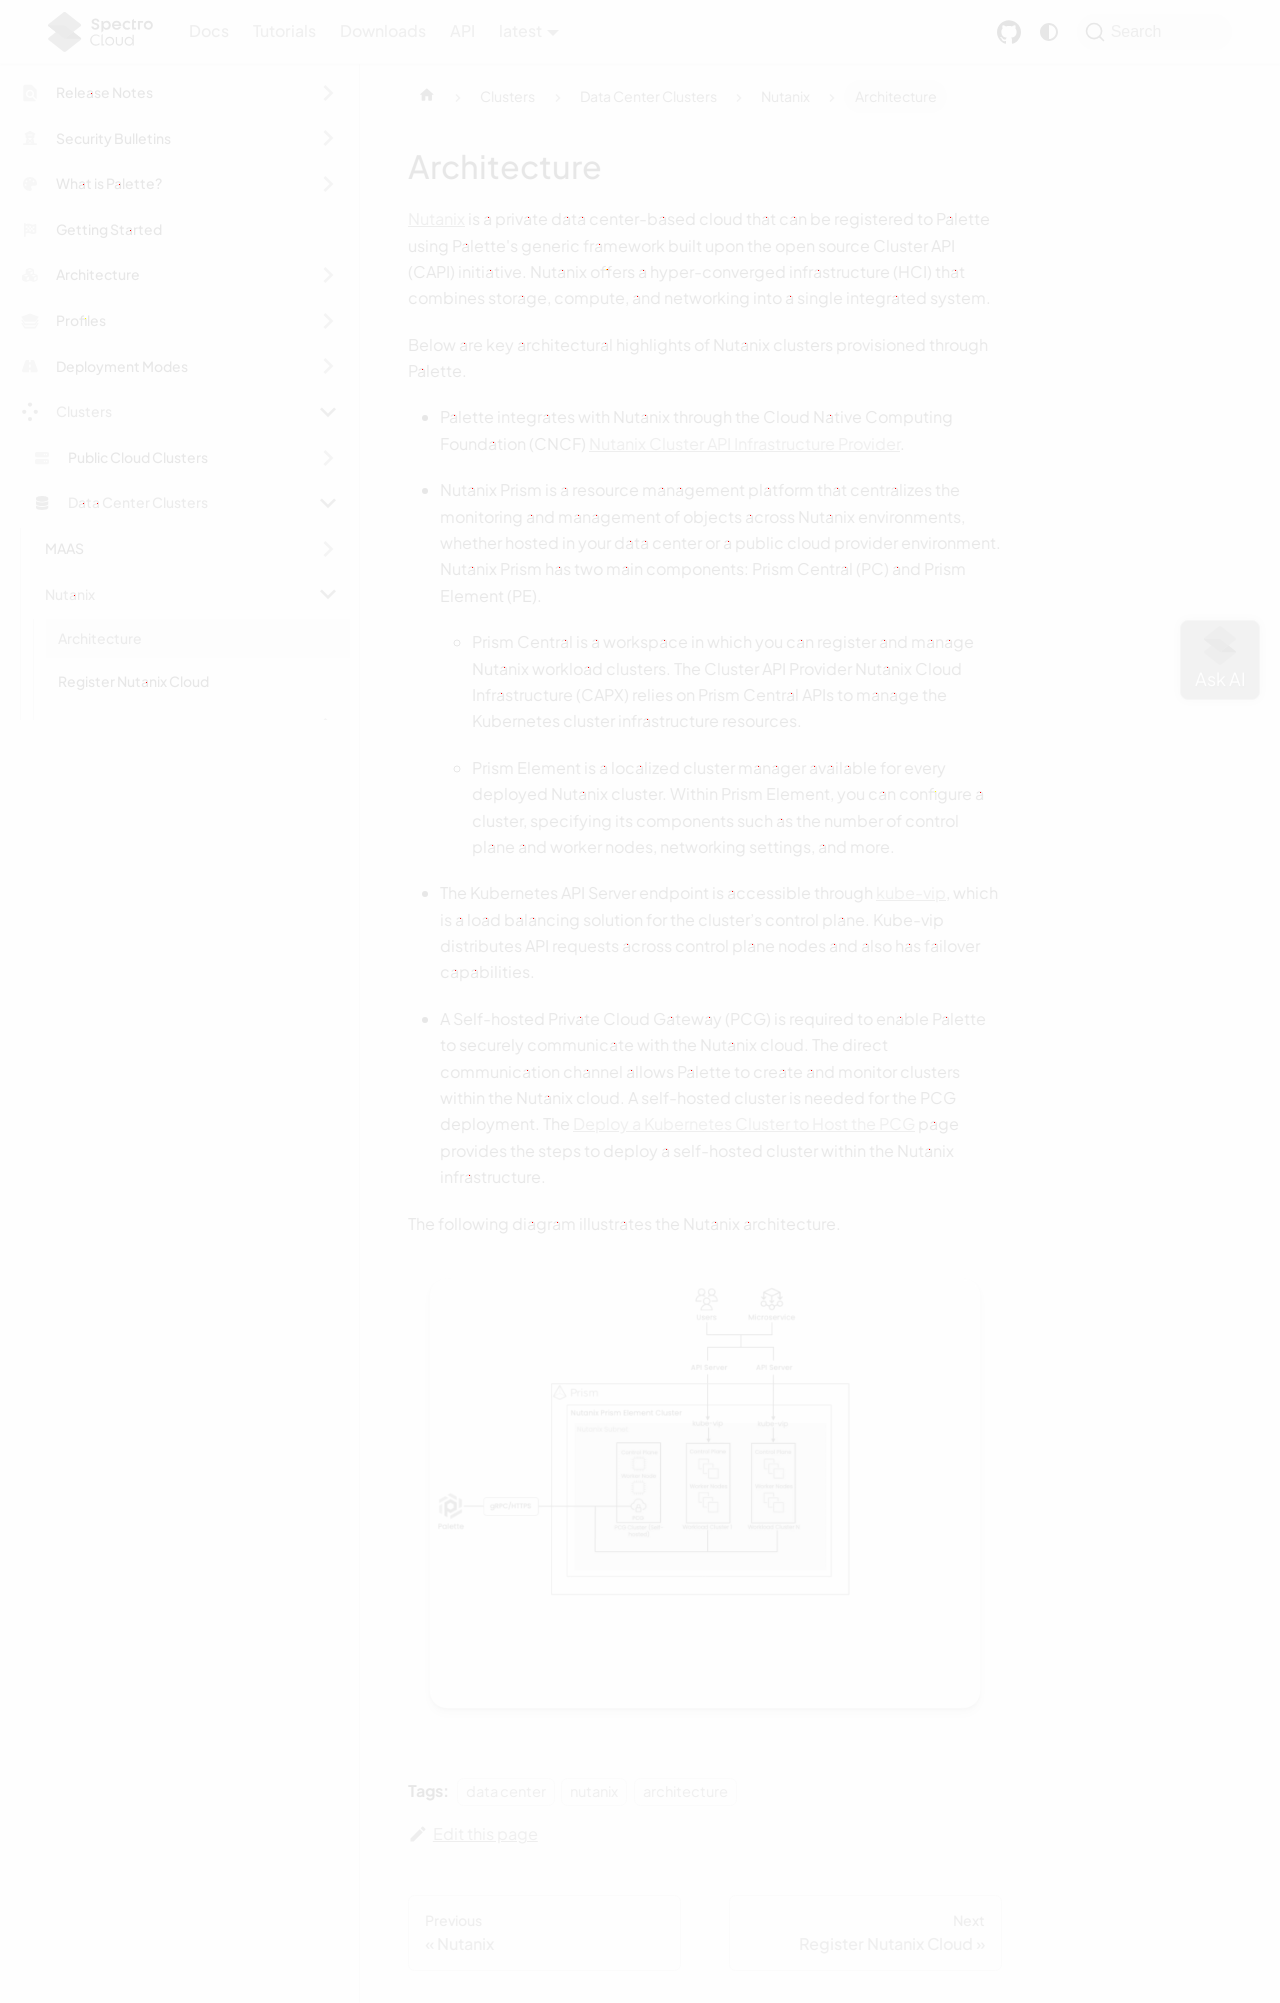 Spectro
Cloud
Docs
Tutorials
Downloads
API
latest
Search
Release Notes
Security Bulletins
What is Palette?
Getting Started
Architecture
Profiles
Deployment Modes
Clusters
Public Cloud Clusters
Data Center Clusters
MAAS
Nutanix
Architecture
Register Nutanix Cloud
Clusters
Data Center Clusters
Nutanix
Architecture
Architecture
Nutanix is a private data center-based cloud that can be registered to Palette
using Palette's generic framework built upon the open source Cluster API
(CAPI) initiative. Nutanix offers a hyper-converged infrastructure (HCI) that
combines storage, compute, and networking into a single integrated system.
Below are key architectural highlights of Nutanix clusters provisioned through
Palette.
Palette integrates with Nutanix through the Cloud Native Computing
Foundation (CNCF) Nutanix Cluster API Infrastructure Provider.
Nutanix Prism is a resource management platform that centralizes the
monitoring and management of objects across Nutanix environments,
whether hosted in your data center or a public cloud provider environment.
Nutanix Prism has two main components: Prism Central (PC) and Prism
Element (PE).
Prism Central is a workspace in which you can register and manage
Nutanix workload clusters. The Cluster API Provider Nutanix Cloud
Infrastructure (CAPX) relies on Prism Central APIs to manage the
Kubernetes cluster infrastructure resources.
Prism Element is a localized cluster manager available for every
deployed Nutanix cluster. Within Prism Element, you can configure a
cluster, specifying its components such as the number of control
plane and worker nodes, networking settings, and more.
The Kubernetes API Server endpoint is accessible through kube-vip, which
is a load balancing solution for the cluster's control plane. Kube-vip
distributes API requests across control plane nodes and also has failover
capabilities.
A Self-hosted Private Cloud Gateway (PCG) is required to enable Palette
to securely communicate with the Nutanix cloud. The direct
communication channel allows Palette to create and monitor clusters
within the Nutanix cloud. A self-hosted cluster is needed for the PCG
deployment. The Deploy a Kubernetes Cluster to Host the PCG page
provides the steps to deploy a self-hosted cluster within the Nutanix
infrastructure.
The following diagram illustrates the Nutanix architecture.
Users
Microservice
API Server
API Server
Prism
Nutanix Prism Element Cluster
Kube-vip
Kube-vip
Control Plane
Control Plane
Control Plane
Palette
gRPC/HTTPS
Tags:
data center
nutanix
architecture
Edit this page
Previous
« Nutanix
Next
Register Nutanix Cloud »
Ask AI